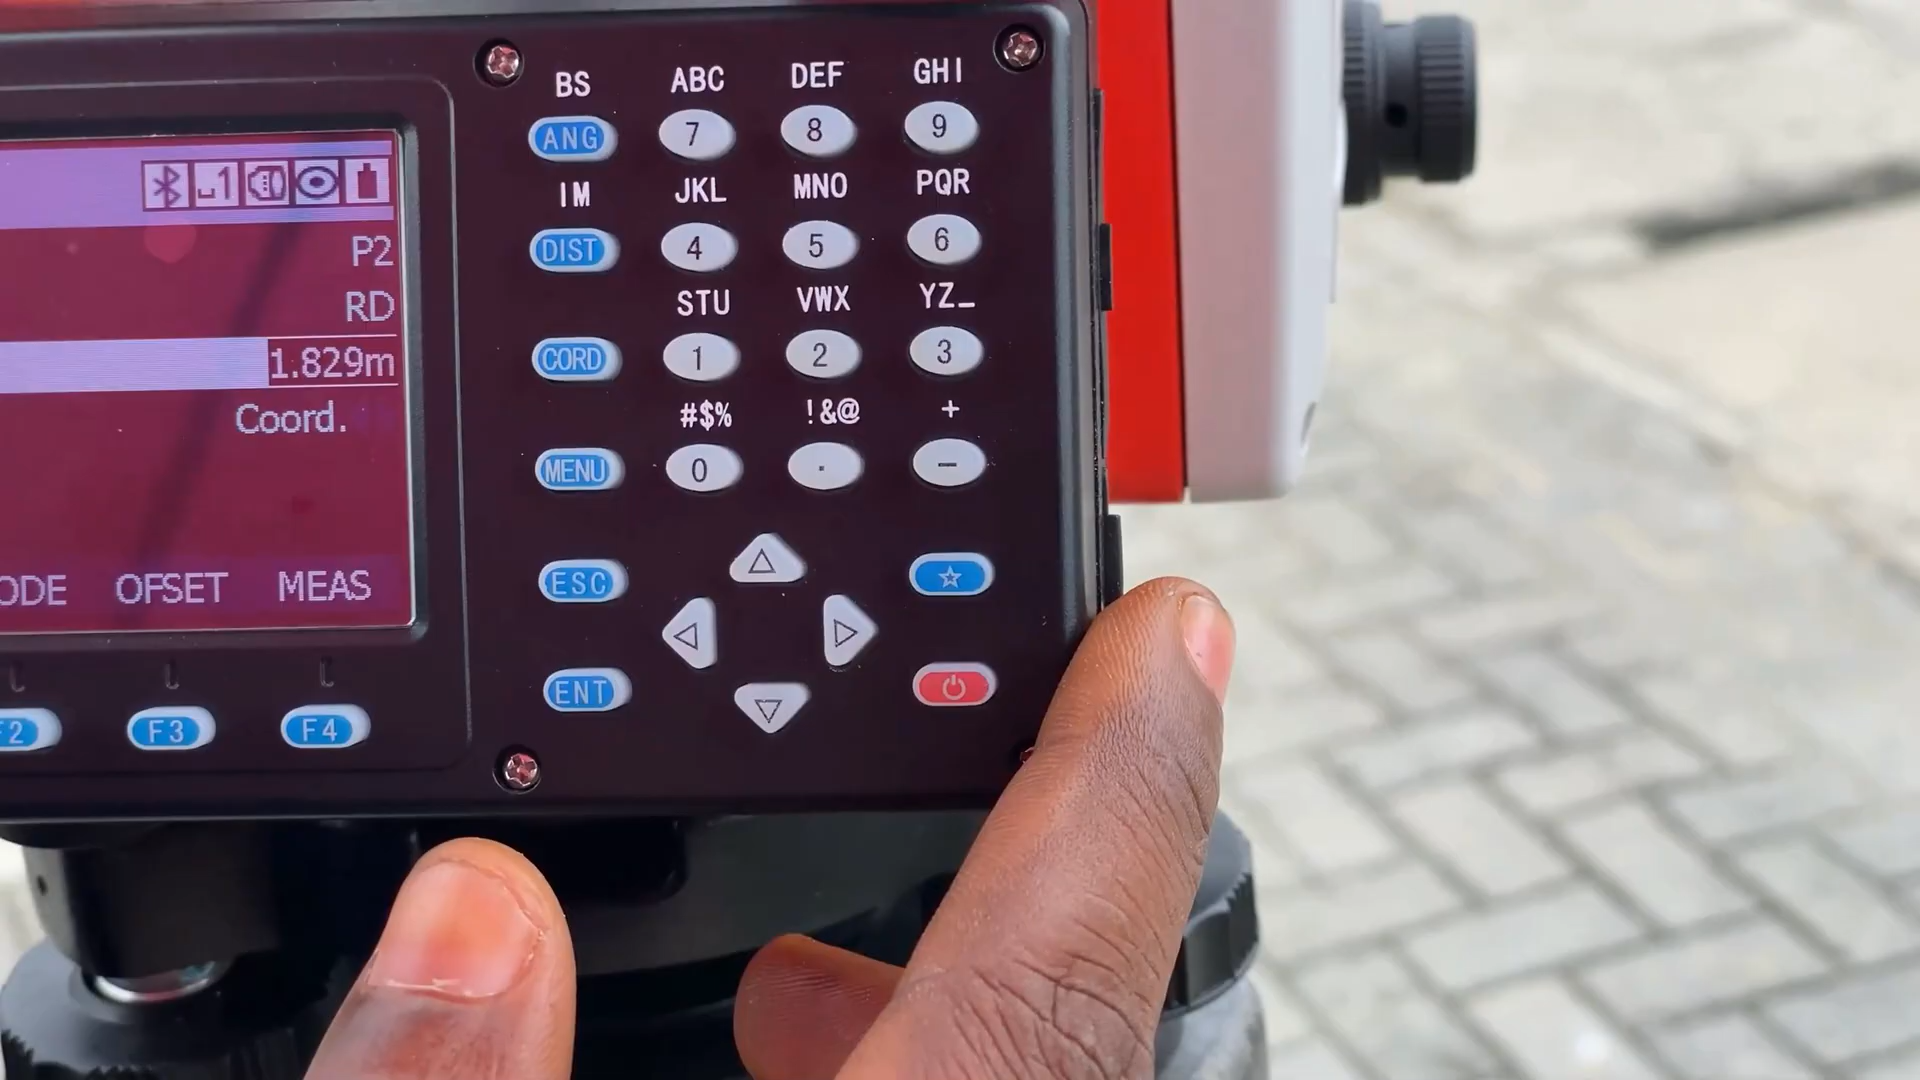 1
P2
RD
1.829m
Coord.
ODE OFSET MEAS
F2 F3 F4
BS ABC DEF GHI
ANG 7 8 9
IM JKL MNO PQR
DIST 4 5 6
STU VWX YZ_
CORD 1 2 3
#$% !&@ +
MENU 0 . -
ESC
ENT